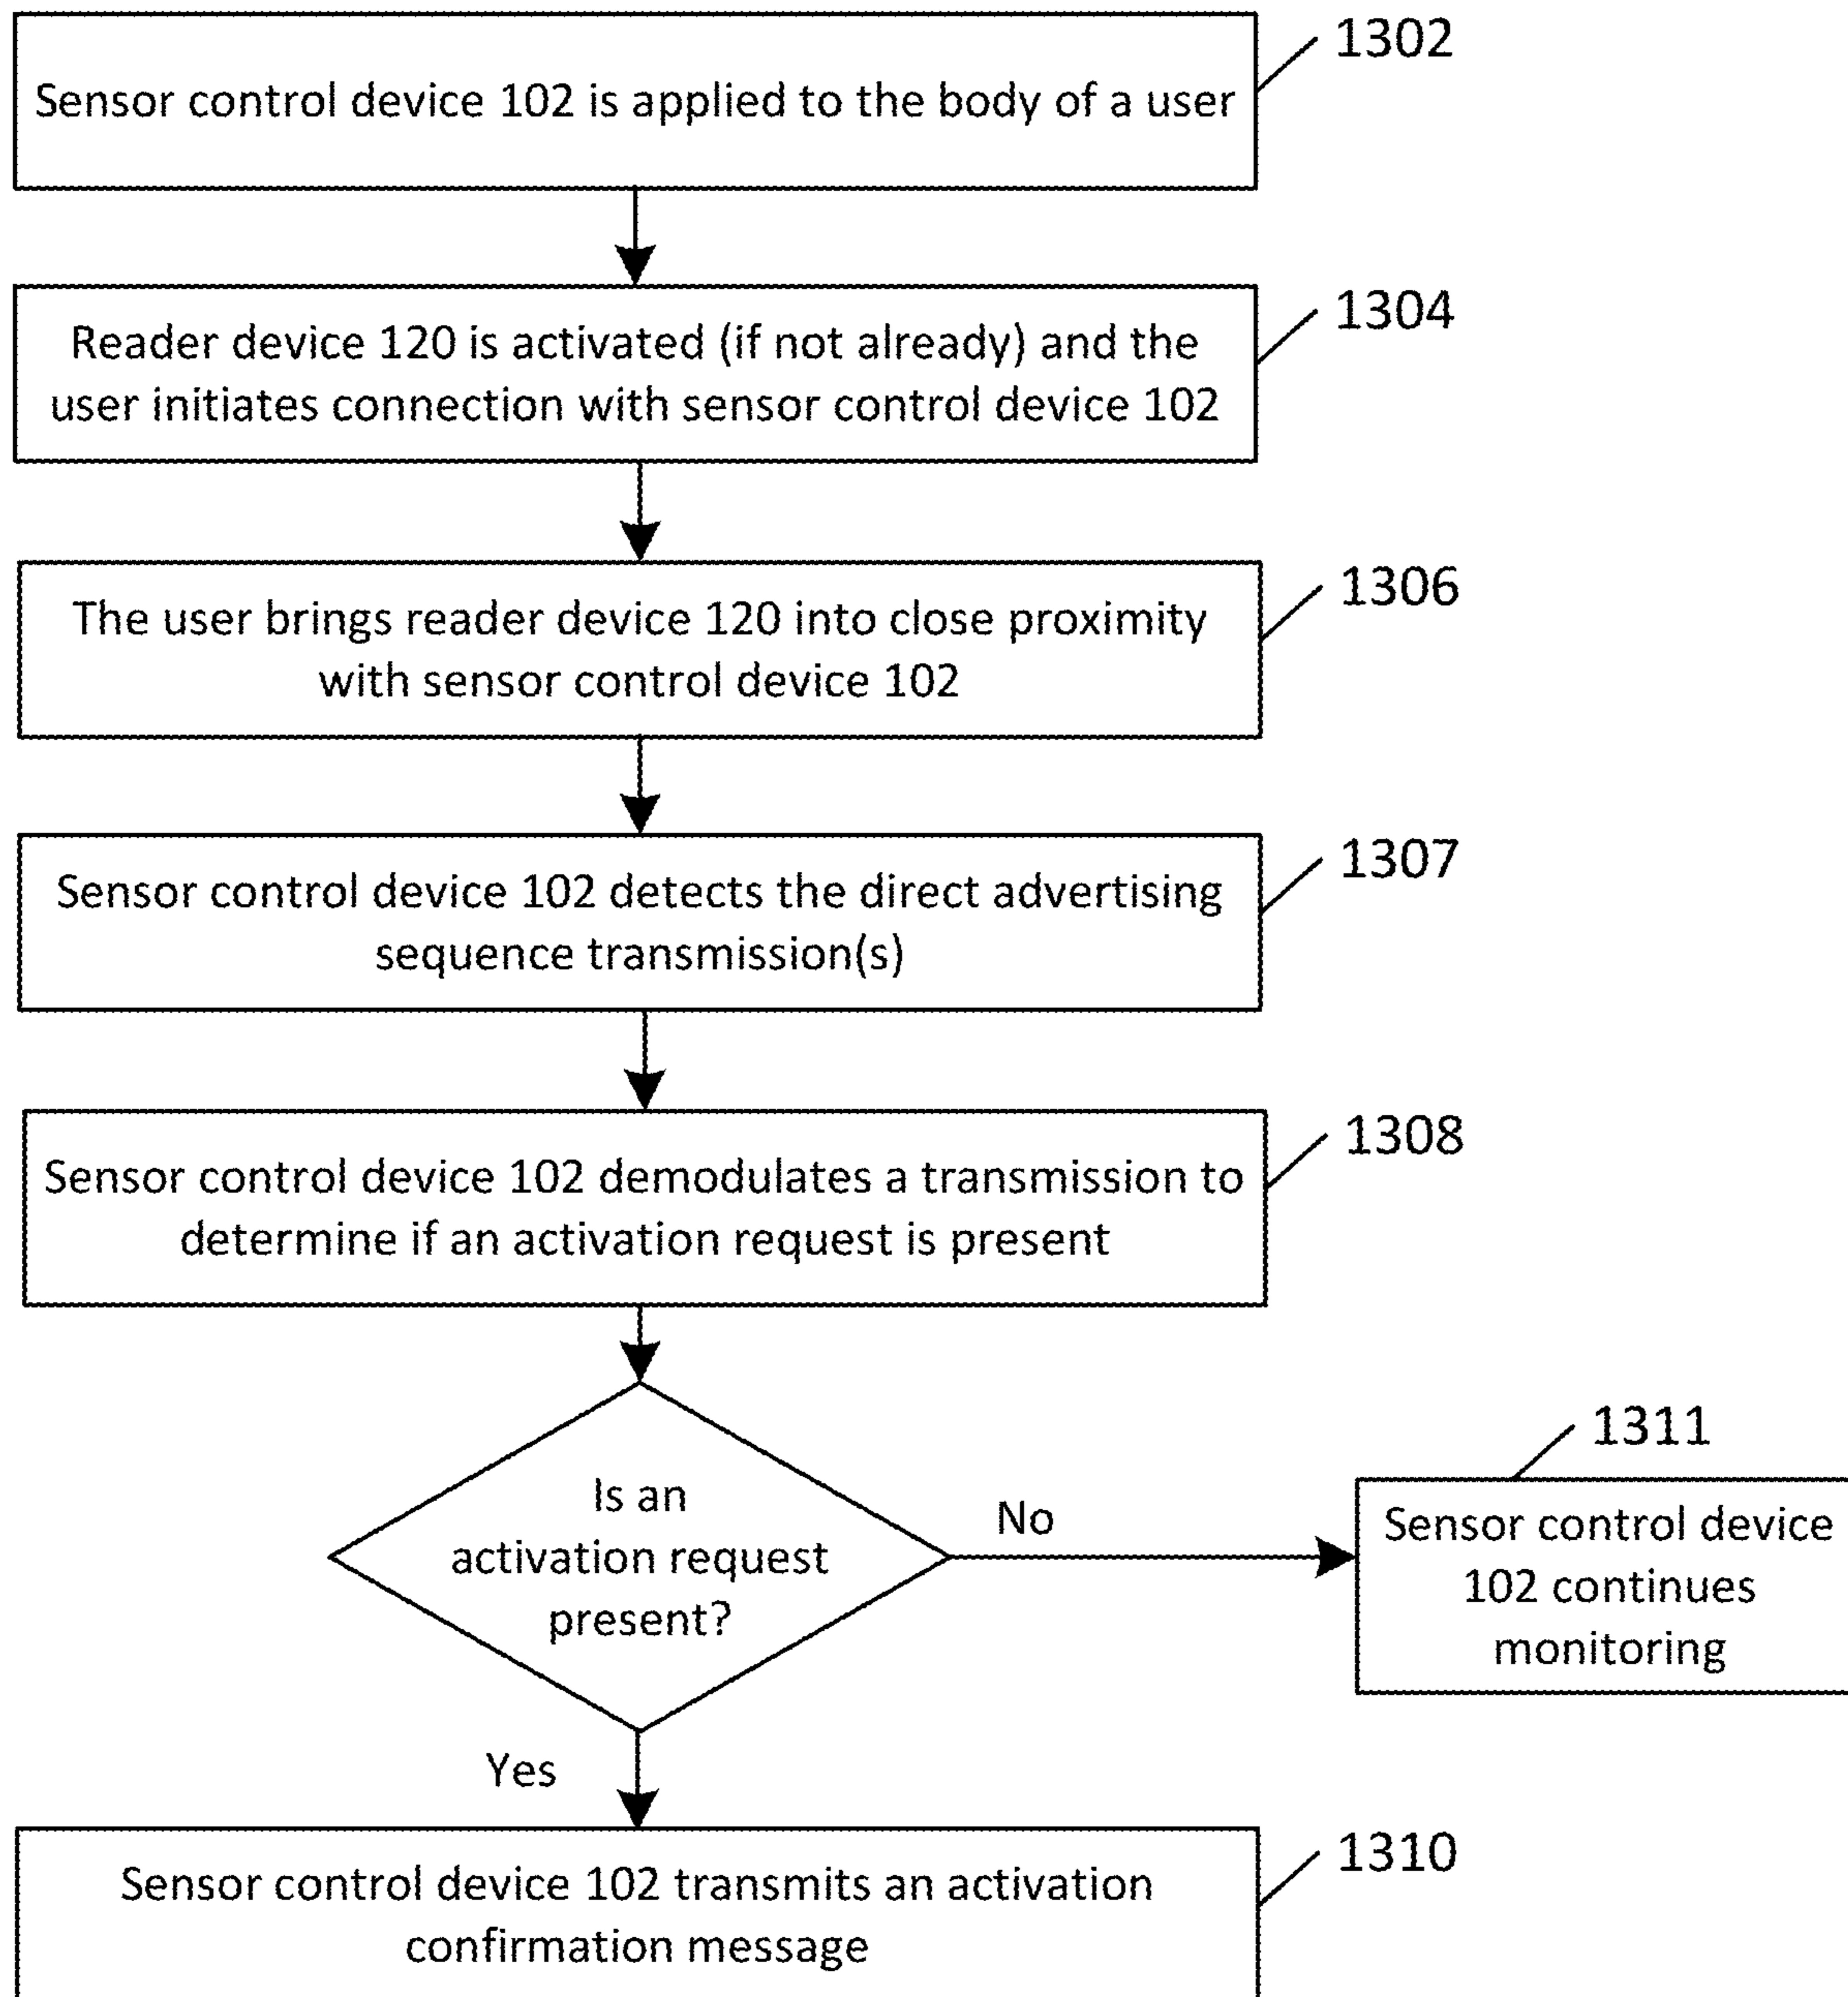 1302
Sensor control device 102 is applied to the body of a user
1304
Reader device 120 is activated (if not already) and the
user initiates connection with sensor control device 102
1306
The user brings reader device 120 into close proximity
with sensor control device 102
1307
Sensor control device 102 detects the direct advertising
sequence transmission(s)
1308
Sensor control device 102 demodulates a transmission to
determine if an activation request is present
Is an
activation request
present?
No
1311
Sensor control device
102 continues
monitoring
Yes
1310
Sensor control device 102 transmits an activation
confirmation message